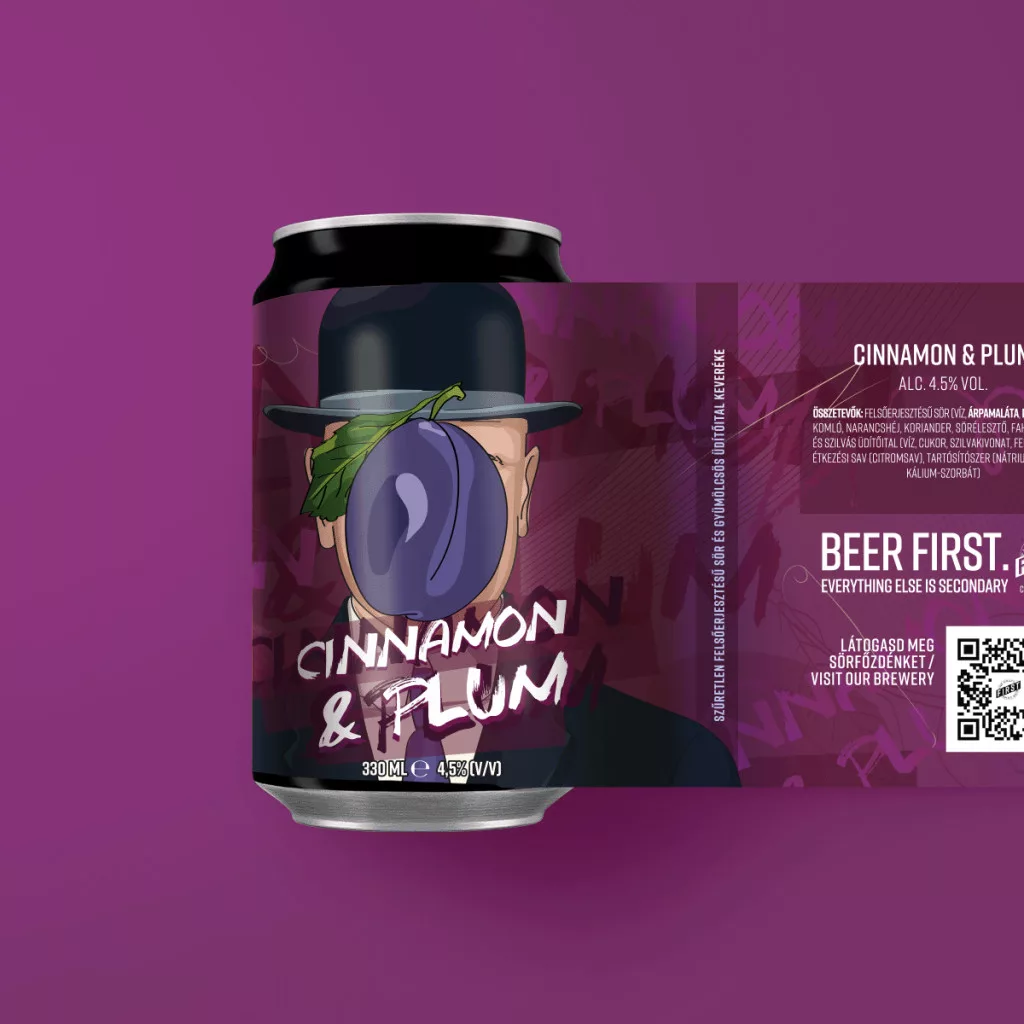 CINNAMON
& PLUM
330 ML ℮ 4,5% (V/V)
SZŰRETLEN FELSŐERJESZTÉSŰ SÖR ÉS GYÜMÖLCSÖS ÜDÍTŐITAL KEVERÉKE
CINNAMON & PLUM
ALC. 4.5% VOL.
ÖSSZETEVŐK: FELSŐERJESZTÉSŰ SÖR (VÍZ, ÁRPAMALÁTA,
KOMLÓ, NARANCSHÉJ, KORIANDER, SÖRÉLESZTŐ,
ÉS SZILVÁS ÜDÍTŐITAL (VÍZ, CUKOR, SZILVAKIVONAT,
ÉTKEZÉSI SAV (CITROMSAV), TARTÓSÍTÓSZER
KÁLIUM-SZORBÁT)
BEER FIRST.
EVERYTHING ELSE IS SECONDARY
LÁTOGASD MEG
SÖRFŐZDÉNKET /
VISIT OUR BREWERY
FIRST